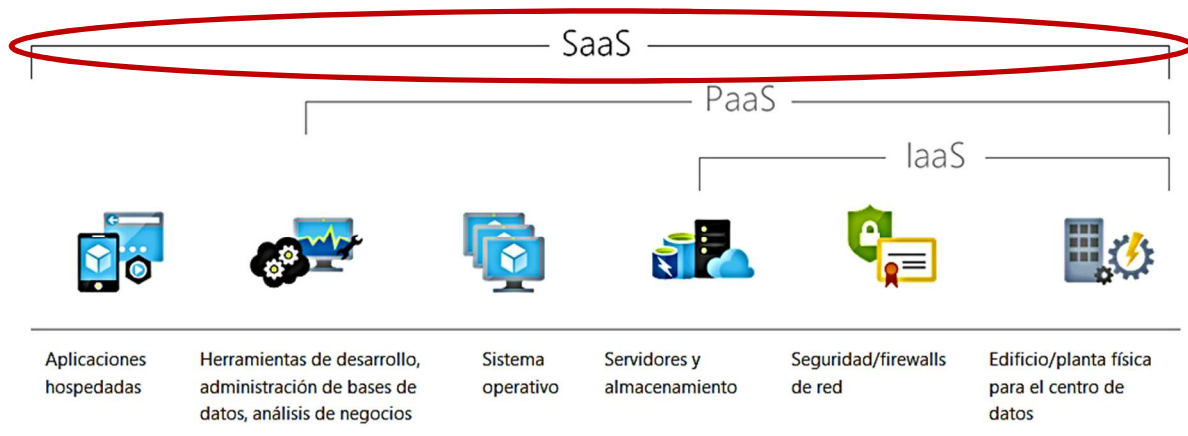 SaaS
PaaS
IaaS
Aplicaciones
hospedadas
Herramientas de desarrollo,
administración de bases de
datos, análisis de negocios
Sistema
operativo
Servidores y
almacenamiento
Seguridad/firewalls
de red
Edificio/planta física
para el centro de
datos